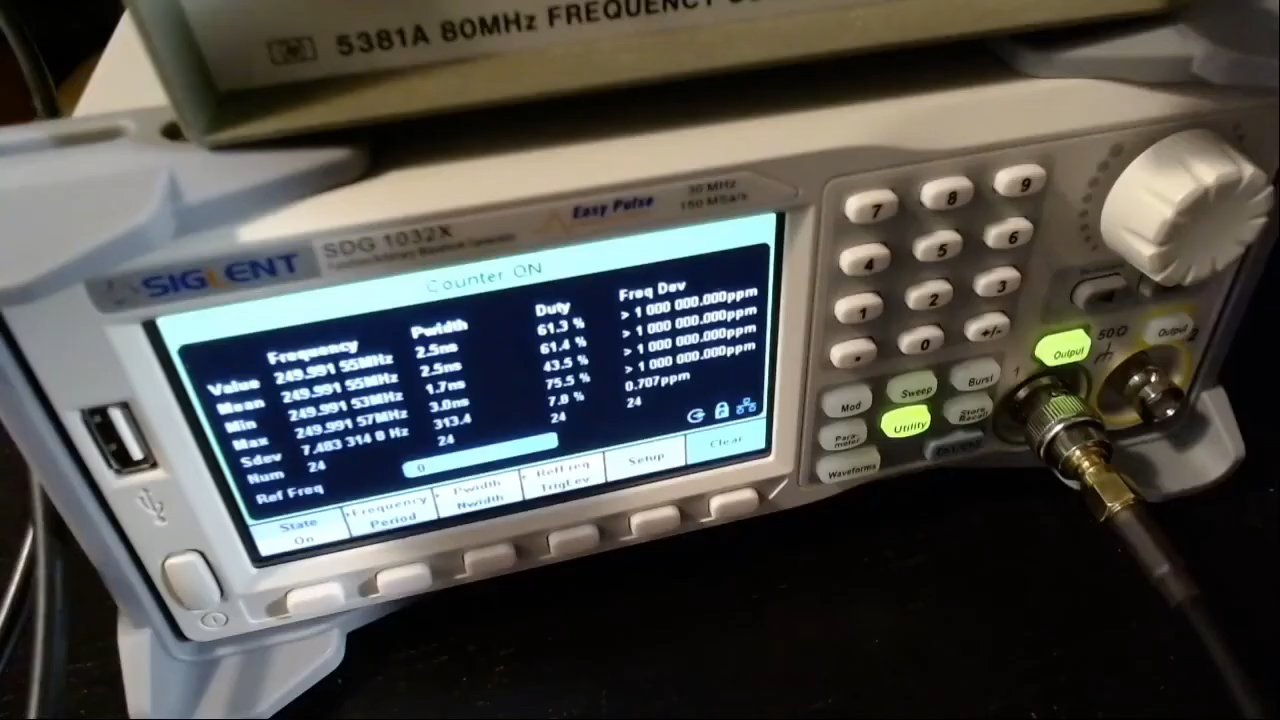 5381A 80MHz FREQUENCY
SIGLENT
SDG 1032X
Easy Pulse
30 MHz
150 MSa/s
Counter ON
Frequency Pwidth Duty Freq Dev
Value 249.991 55MHz 2.5ns 61.3 % > 1 000 000.000ppm
Mean 249.991 55MHz 2.5ns 61.4 % > 1 000 000.000ppm
Min 249.991 53MHz 1.7ns 43.5 % > 1 000 000.000ppm
Max 249.991 57MHz 3.0ns 75.5 % > 1 000 000.000ppm
Sdev 7.483 314 0 Hz 313.4 7.8 % 0.707ppm
Num 24 24 24 24
Ref Freq 0
State On
Frequency Period
Pwidth Nwidth
RefFreq TrigLev
Setup
Clear
7 8 9
4 5 6
1 2 3
. 0 +/-
Mod Sweep Burst
Parameter Utility Store Recall
Waveforms
Output
50Ω
Output
1
2